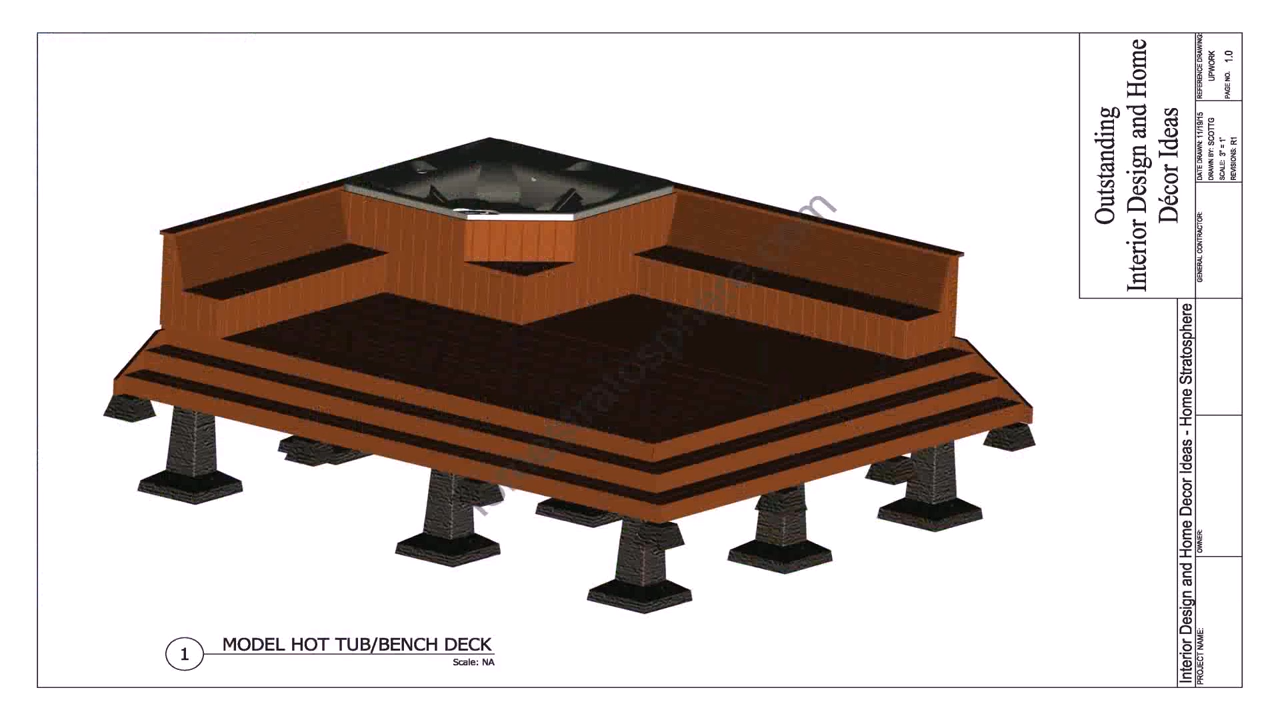 Outstanding
Interior Design and Home
Décor Ideas
REFERENCE DRAWING:
UPWORK
PAGE NO. 1.0
DATE DRAWN: 11/19/15
DRAWN BY: SCOTTG
SCALE: 3" = 1'
REVISIONS: R1
GENERAL CONTRACTOR:
Interior Design and Home Decor Ideas - Home Stratosphere
OWNER:
PROJECT NAME:
1
MODEL HOT TUB/BENCH DECK
Scale: NA